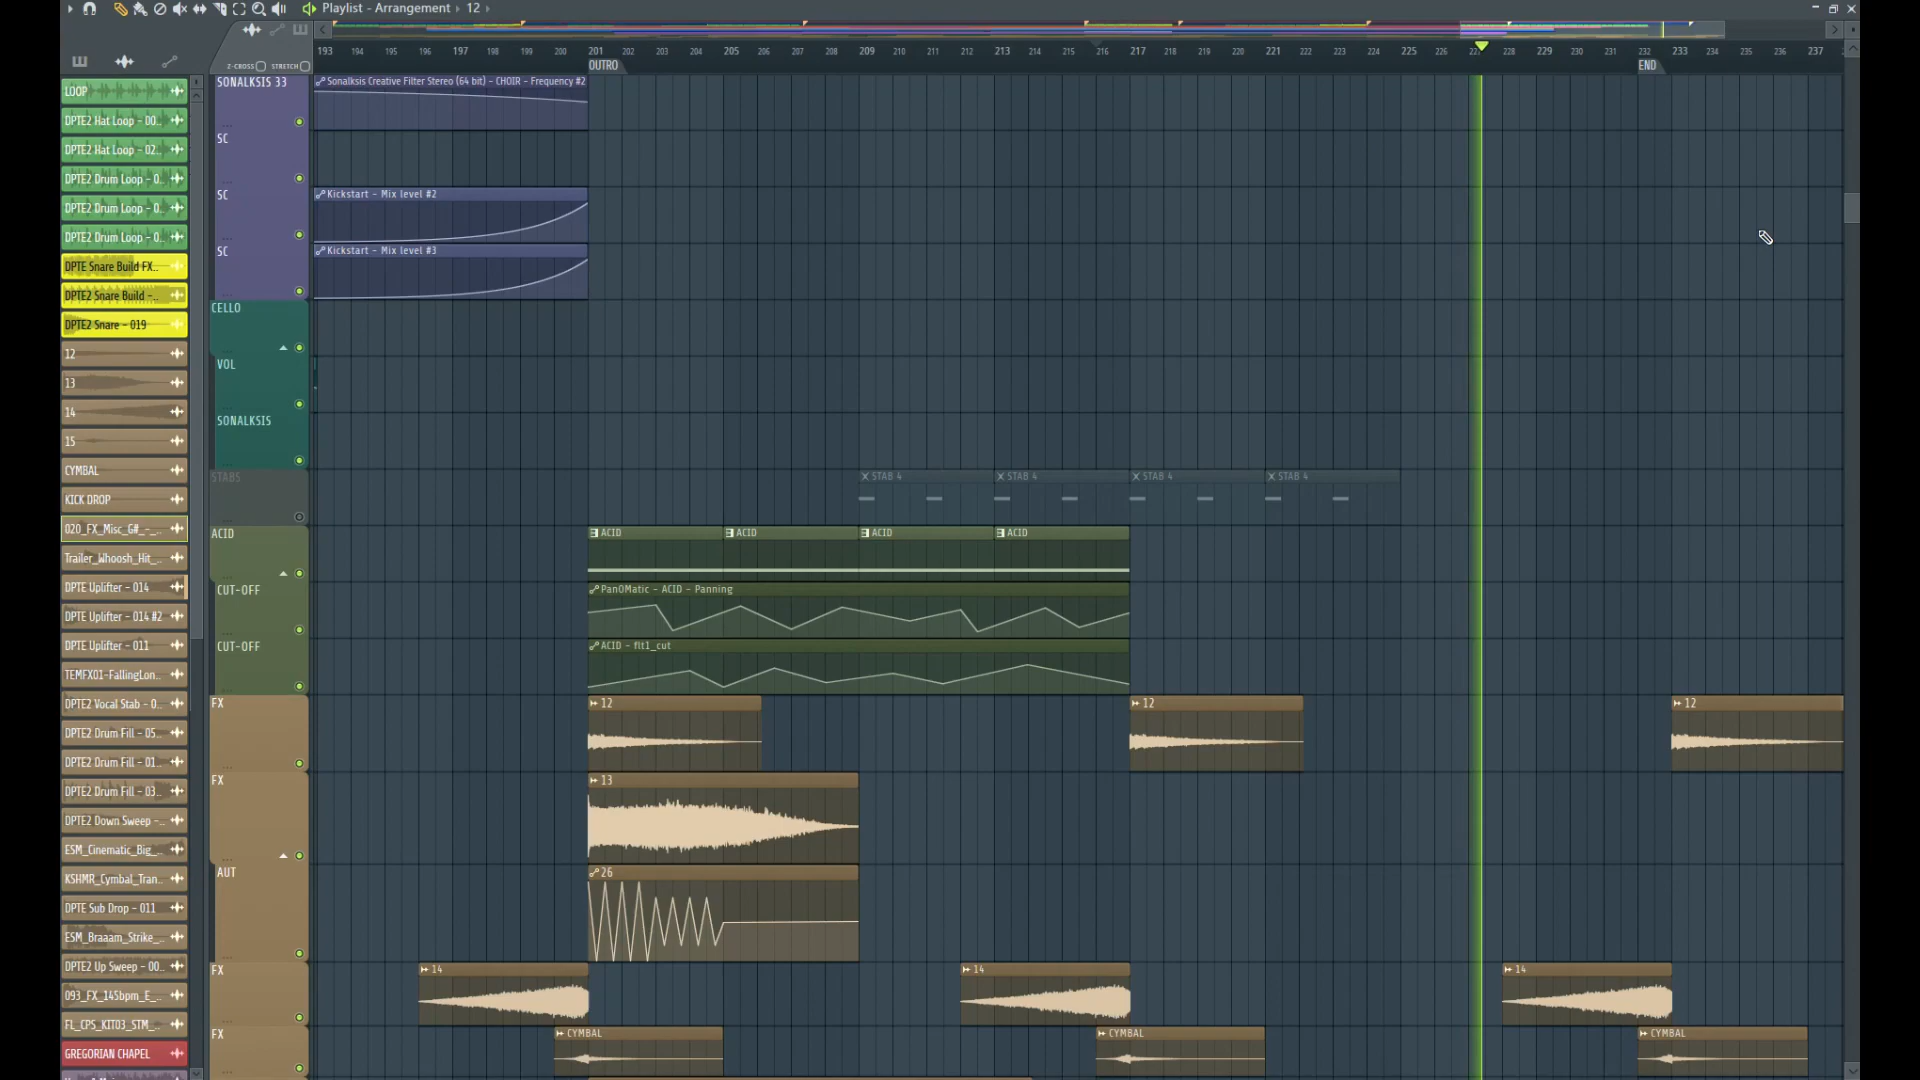 Playlist - Arrangement › 12 ›
193 194 195 196 197 198 199 200 201 202 203 204 205 206 207 208 209 210 211 212 213 214 215 216 217 218 219 220 221 222 223 224 225 226 228 229 230 231 232 233 234 235 236 237
Z-CROSS STRETCH OUTRO END
LOOP
DPTE2 Hat Loop - 00..
DPTE2 Hat Loop - 02..
DPTE2 Drum Loop - 0..
DPTE2 Drum Loop - 0..
DPTE2 Drum Loop - 0..
DPTE Snare Build FX..
DPTE2 Snare Build -..
DPTE2 Snare - 019
12
13
14
15
CYMBAL
KICK DROP
020_FX_Misc_G#_-_..
Trailer_Whoosh_Hit_..
DPTE Uplifter - 014
DPTE Uplifter - 014 #2
DPTE Uplifter - 011
TEMFX01-FallingLon..
DPTE2 Vocal Stab - 0..
DPTE2 Drum Fill - 05..
DPTE2 Drum Fill - 01..
DPTE2 Drum Fill - 03..
DPTE2 Down Sweep -..
ESM_Cinematic_Big_..
KSHMR_Cymbal_Tran..
DPTE Sub Drop - 011
ESM_Braaam_Strike_..
DPTE2 Up Sweep - 00..
093_FX_145bpm_E_..
FL_CPS_KIT03_STM_..
GREGORIAN CHAPEL
SONALKSIS 33
Sonalksis Creative Filter Stereo (64 bit) - CHOIR - Frequency #2
SC
SC
Kickstart - Mix level #2
SC
Kickstart - Mix level #3
CELLO
VOL
SONALKSIS
STABS
STAB 4 STAB 4 STAB 4 STAB 4
ACID
ACID ACID ACID ACID
CUT-OFF
PanOMatic - ACID - Panning
CUT-OFF
ACID - flt1_cut
FX
12 12 12
FX
13
AUT
26
FX
14 14 14
FX
CYMBAL CYMBAL CYMBAL